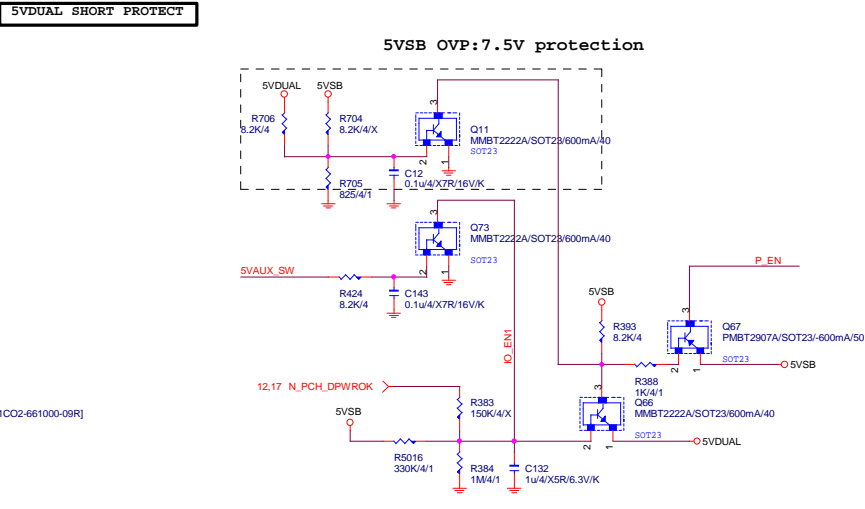 5VDUAL SHORT PROTECT
5VSB OVP:7.5V protection
5VDUAL
5VSB
R706
8.2K/4
R704
8.2K/4/X
3
Q11
MMBT2222A/SOT23/600mA/40
SOT23
2
1
C12
0.1u/4/X7R/16V/K
R705
825/4/1
3
Q73
MMBT2222A/SOT23/600mA/40
SOT23
2
1
5VAUX_SW
R424
8.2K/4
C143
0.1u/4/X7R/16V/K
P_EN
5VSB
R393
8.2K/4
3
Q67
PMBT2907A/SOT23/-600mA/50
SOT23
2
1
5VSB
IO_EN1
R388
1K/4/1
12,17 N_PCH_DPWROK
R383
150K/4/X
3
Q66
MMBT2222A/SOT23/600mA/40
SOT23
2
1
5VDUAL
1CO2-661000-09R]
5VSB
R5016
330K/4/1
R384
1M/4/1
C132
1u/4/X5R/6.3V/K